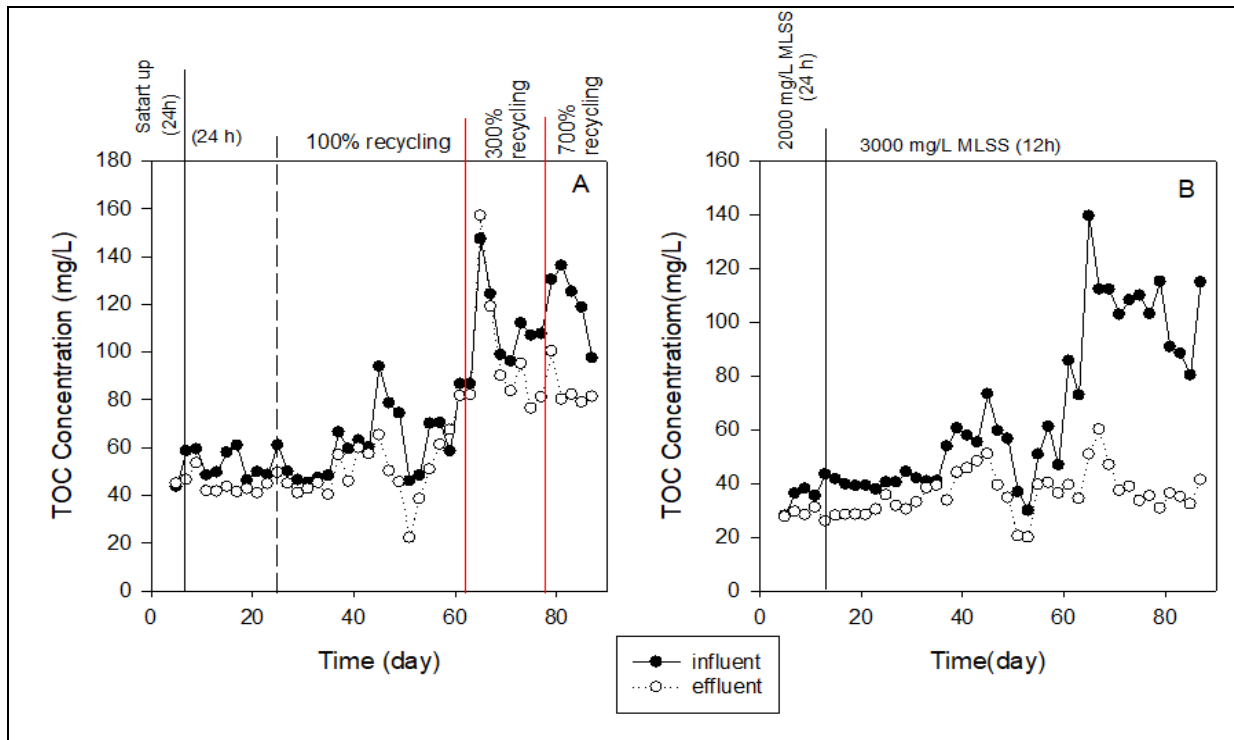 Satart up
(24h)
(24 h)
100% recycling
300%
recycling
700%
recycling
A
180
160
140
120
100
80
60
40
20
0
TOC Concentration (mg/L)
0
20
40
60
80
Time (day)
2000 mg/L MLSS
(24 h)
3000 mg/L MLSS (12h)
B
160
140
120
100
80
60
40
20
0
TOC Concentratiom(mg/L)
0
20
40
60
80
Time(day)
influent
effluent